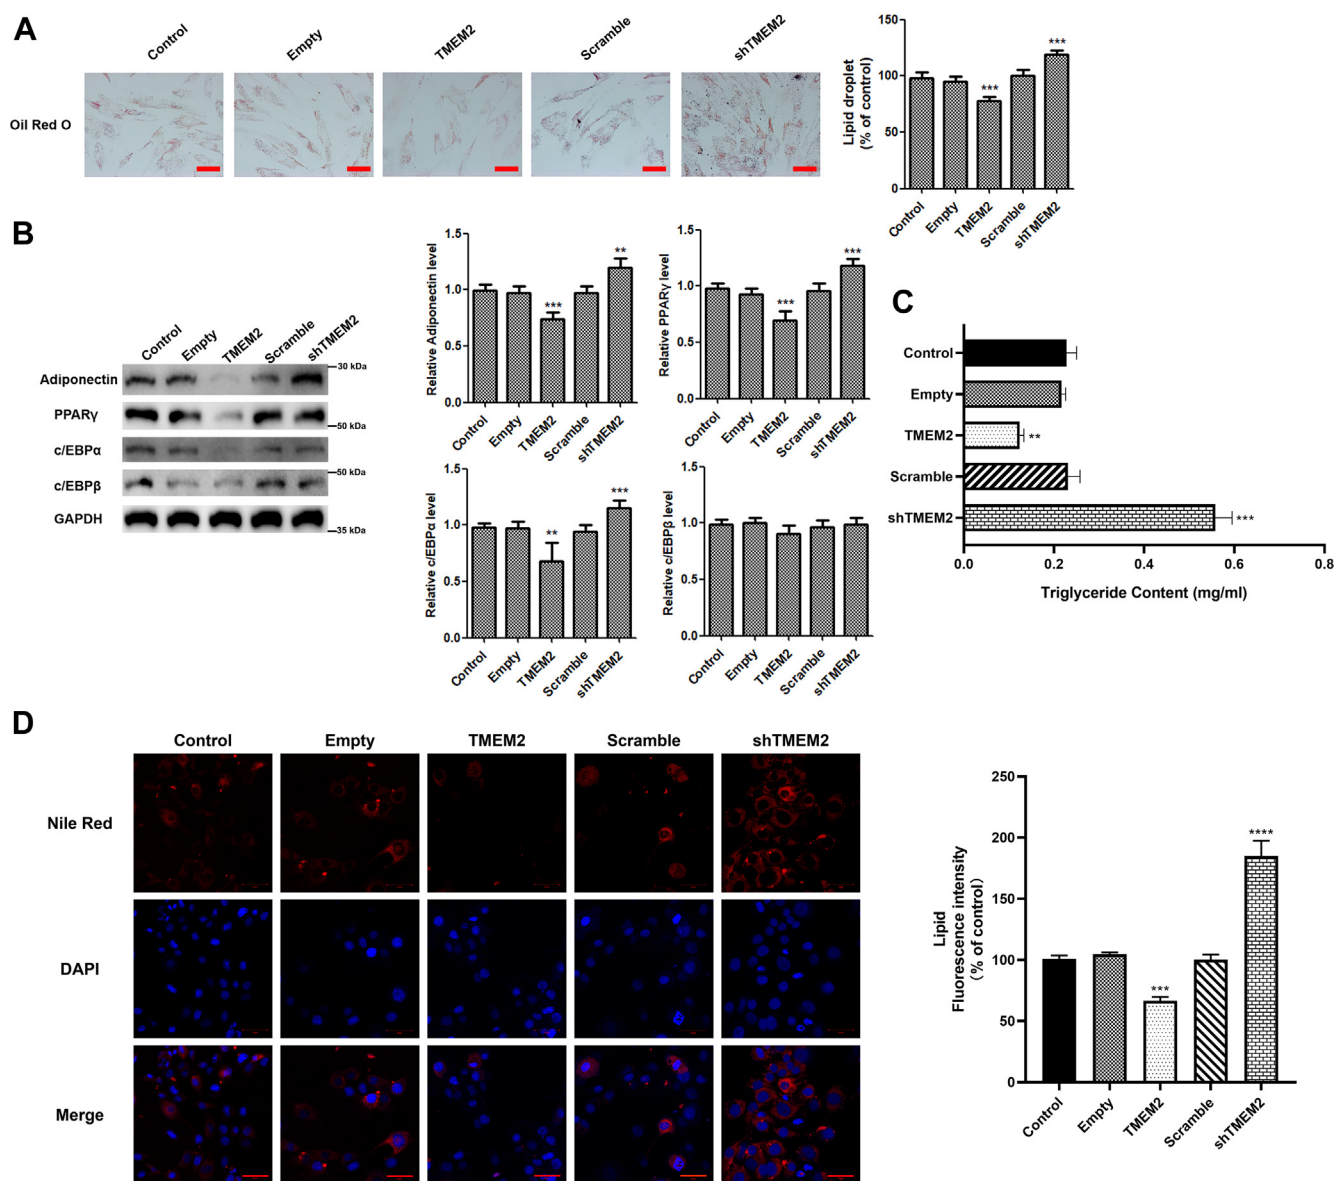 A
Control
Empty
TMEM2
Scramble
shTMEM2
Oil Red O
Lipid droplet
(% of control)
150
100
50
0
***
***
Control
Empty
TMEM2
Scramble
shTMEM2
B
Control
Empty
TMEM2
Scramble
shTMEM2
Adiponectin
30 kDa
PPARγ
50 kDa
c/EBPα
50 kDa
c/EBPβ
GAPDH
35 kDa
Relative Adiponectin level
1.5
1.0
0.5
0.0
***
**
Control
Empty
TMEM2
Scramble
shTMEM2
Relative PPARγ level
1.5
1.0
0.5
0.0
***
***
Control
Empty
TMEM2
Scramble
shTMEM2
Relative c/EBPα level
1.5
1.0
0.5
0.0
**
***
Control
Empty
TMEM2
Scramble
shTMEM2
Relative c/EBPβ level
1.5
1.0
0.5
0.0
Control
Empty
TMEM2
Scramble
shTMEM2
C
Control
Empty
TMEM2
**
Scramble
shTMEM2
***
0.0
0.2
0.4
0.6
0.8
Triglyceride Content (mg/ml)
D
Control
Empty
TMEM2
Scramble
shTMEM2
Nile Red
DAPI
Merge
Lipid
Fluorescence intensity
(% of control)
250
200
150
100
50
0
***
****
Control
Empty
TMEM2
Scramble
shTMEM2